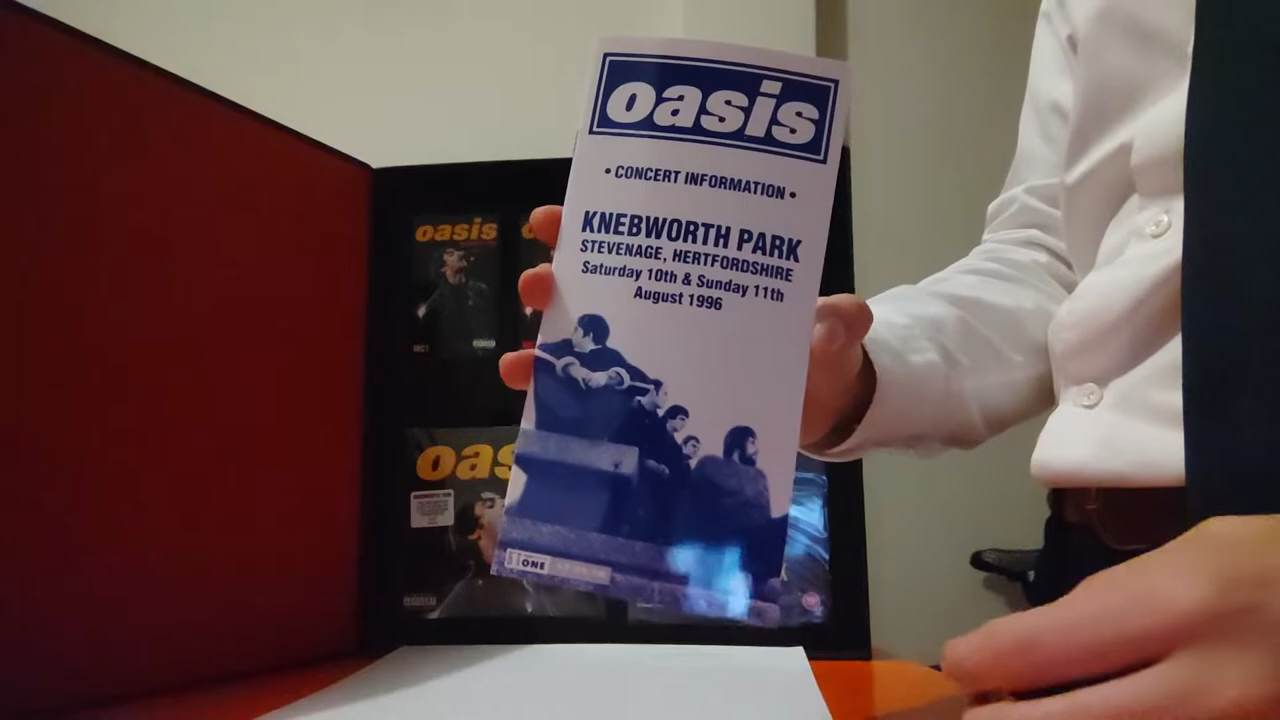 oasis
• CONCERT INFORMATION •
KNEBWORTH PARK
STEVENAGE, HERTFORDSHIRE
Saturday 10th & Sunday 11th
August 1996
ONE
oasis
oas